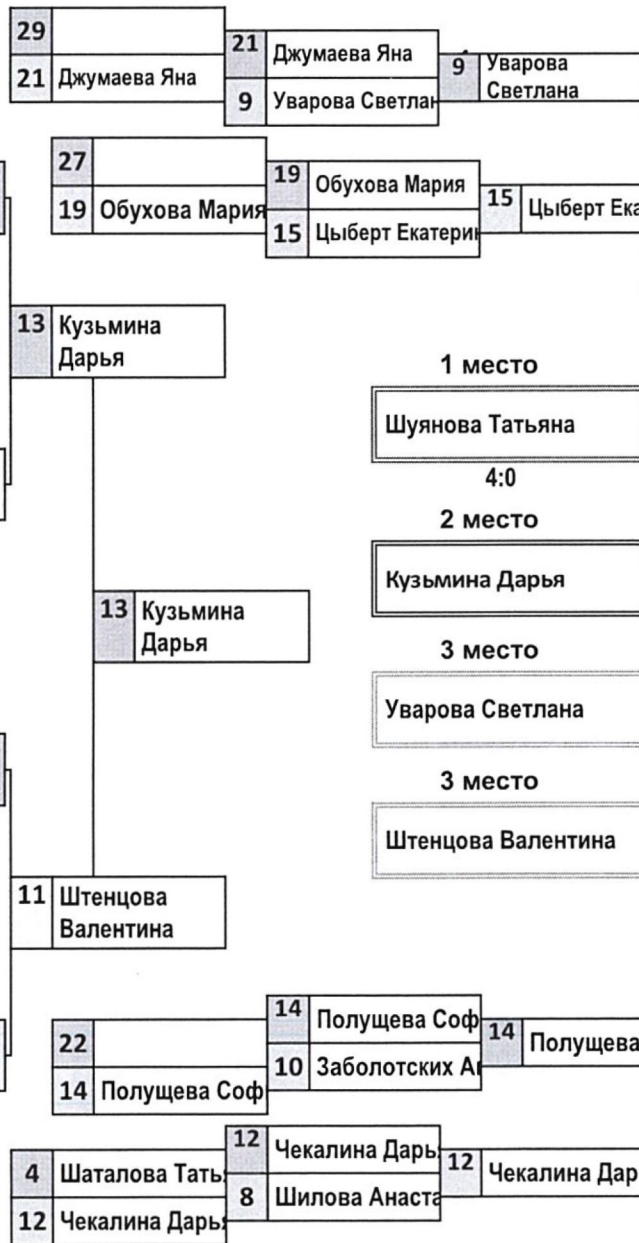 29
21 Джумаева Яна
21 Джумаева Яна
9 Уварова Светлан
9 Уварова
Светлана
27
19 Обухова Мария
19 Обухова Мария
15 Цыберт Екатери
15 Цыберт Ека
13 Кузьмина
Дарья
1 место
Шуянова Татьяна
4:0
2 место
Кузьмина Дарья
13 Кузьмина
Дарья
3 место
Уварова Светлана
3 место
Штенцова Валентина
11 Штенцова
Валентина
22
14 Полущева Соф
14 Полущева Соф
10 Заболотских А
14 Полущева
4 Шаталова Тать
12 Чекалина Дарь
12 Чекалина Дарь
8 Шилова Анаста
12 Чекалина Дар